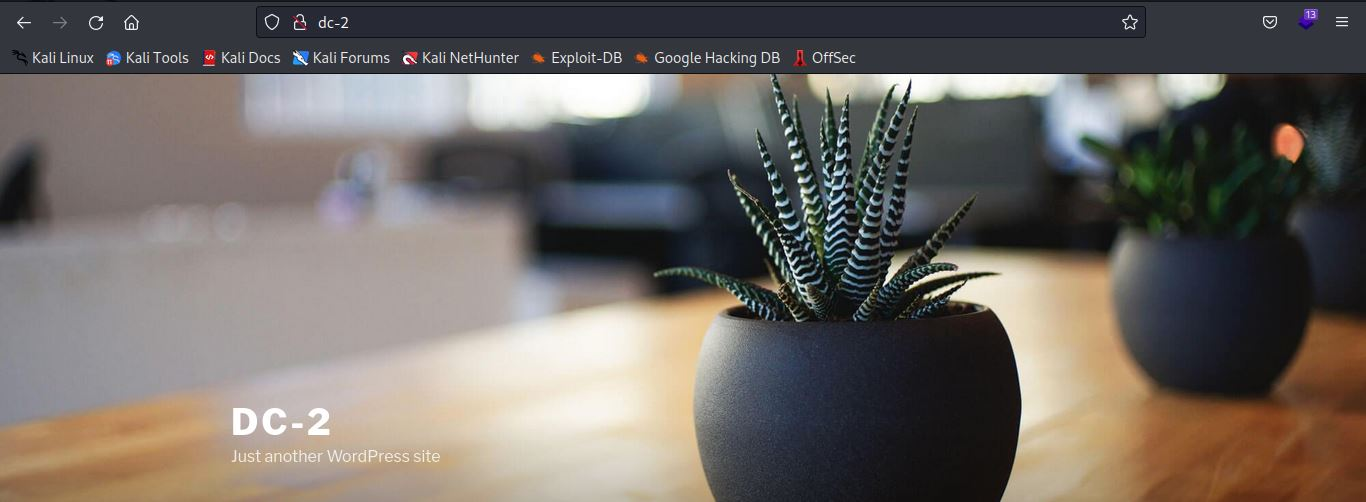 dc-2
13
Kali Linux Kali Tools Kali Docs Kali Forums Kali NetHunter Exploit-DB Google Hacking DB OffSec
DC-2
Just another WordPress site